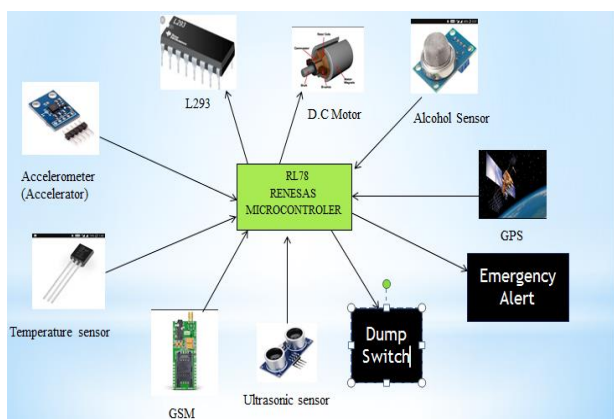 L293
L293
D.C Motor
Alcohol Sensor
Accelerometer
(Accelerator)
RL78
RENESAS
MICROCONTROLER
GPS
Emergency
Alert
Temperature sensor
Dump
Switch
Ultrasonic sensor
GSM